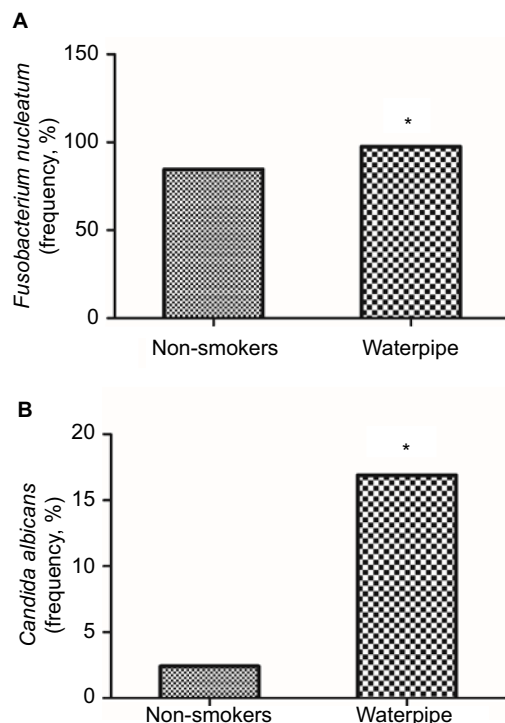 A
Fusobacterium nucleatum
(frequency, %)
150
100
50
0
*
Non-smokers
Waterpipe
B
Candida albicans
(frequency, %)
20
15
10
5
0
*
Non-smokers
Waterpipe